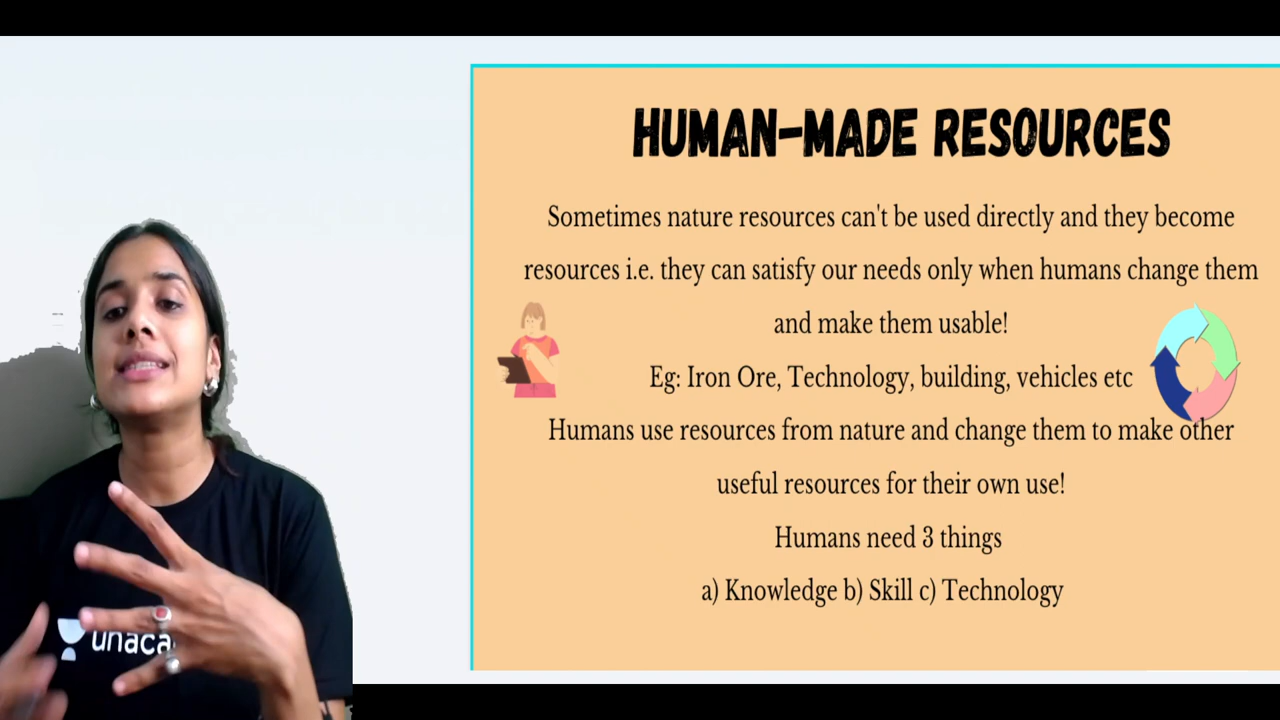 HUMAN-MADE RESOURCES
Sometimes nature resources can't be used directly and they become
resources i.e. they can satisfy our needs only when humans change them
and make them usable!
Eg: Iron Ore, Technology, building, vehicles etc
Humans use resources from nature and change them to make other
useful resources for their own use!
Humans need 3 things
a) Knowledge b) Skill c) Technology
unaca